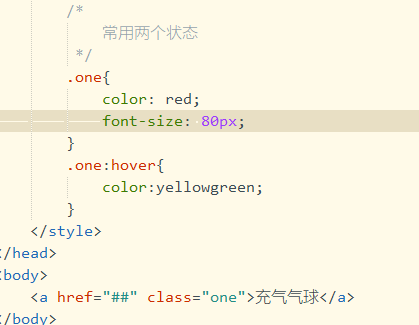 /*
常用两个状态
*/
.one{
color: red;
font-size: 80px;
}
.one:hover{
color:yellowgreen;
}
</style>
</head>
<body>
<a href="##" class="one">充气气球</a>
</body>